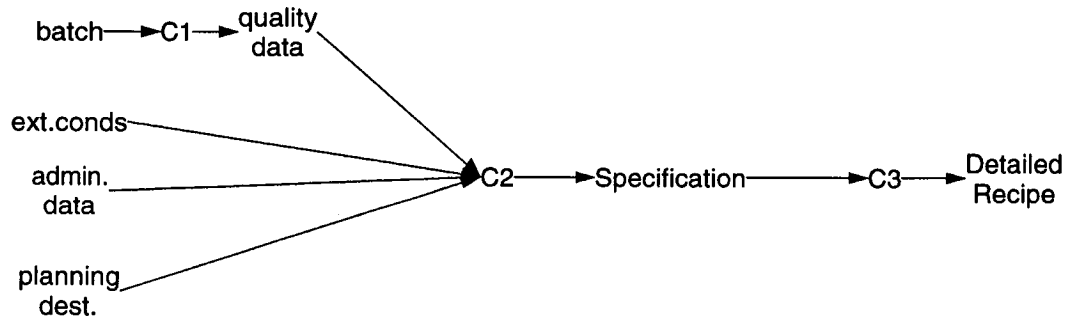 batch C1 quality
data
ext.conds
admin.
data
C2 Specification C3 Detailed
Recipe
planning
dest.